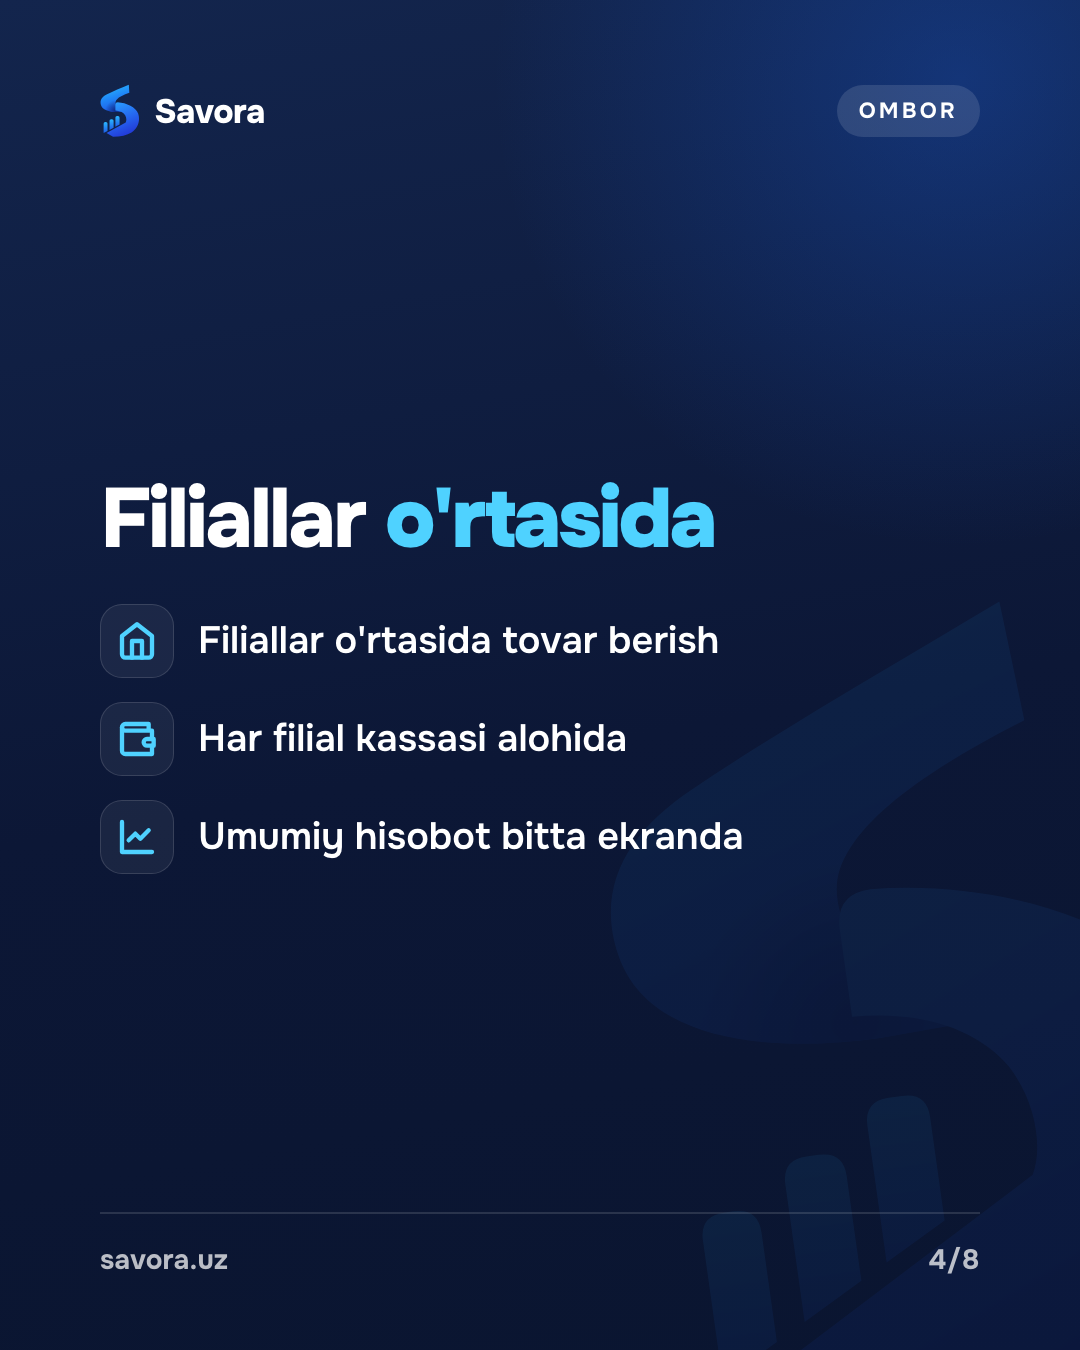 Savora
OMBOR
Filiallar o'rtasida
Filiallar o'rtasida tovar berish
Har filial kassasi alohida
Umumiy hisobot bitta ekranda
savora.uz
4/8